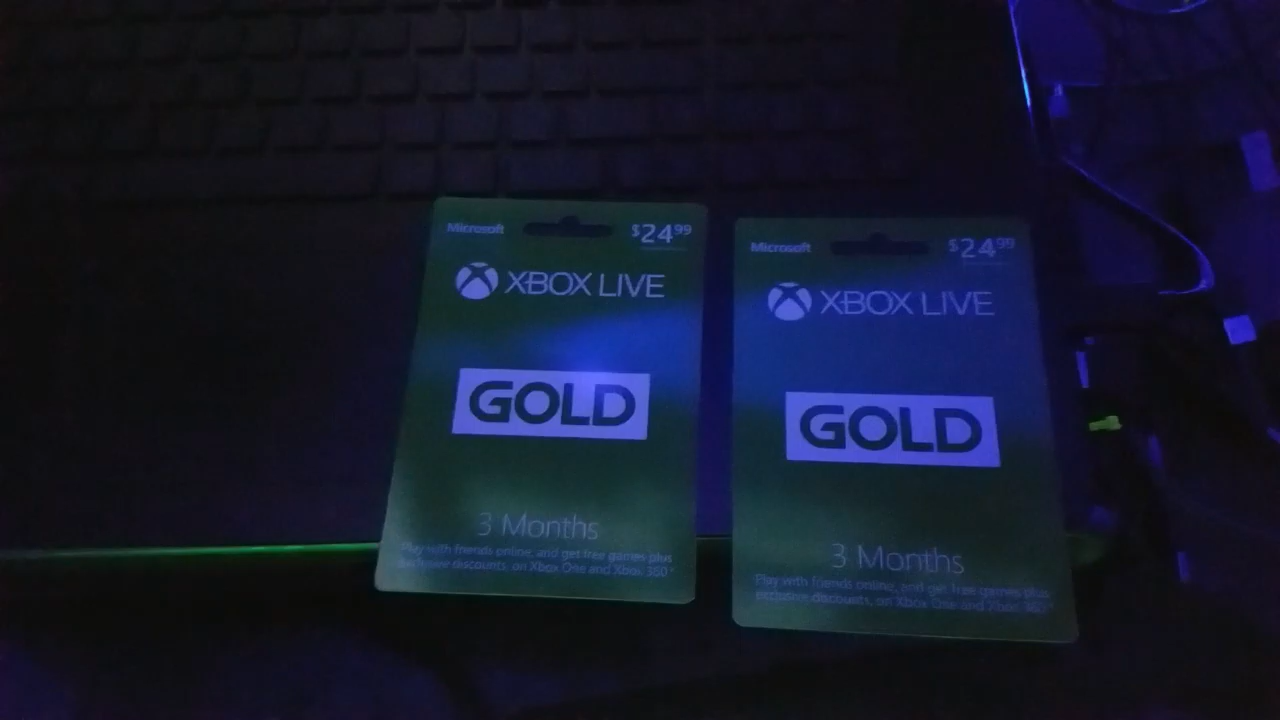 Microsoft $24.99
XBOX LIVE
GOLD
3 Months
Play with friends online, and get free games plus
exclusive discounts, on Xbox One and Xbox 360*
Microsoft $24.99
XBOX LIVE
GOLD
3 Months
Play with friends online, and get free games plus
exclusive discounts, on Xbox One and Xbox 360*